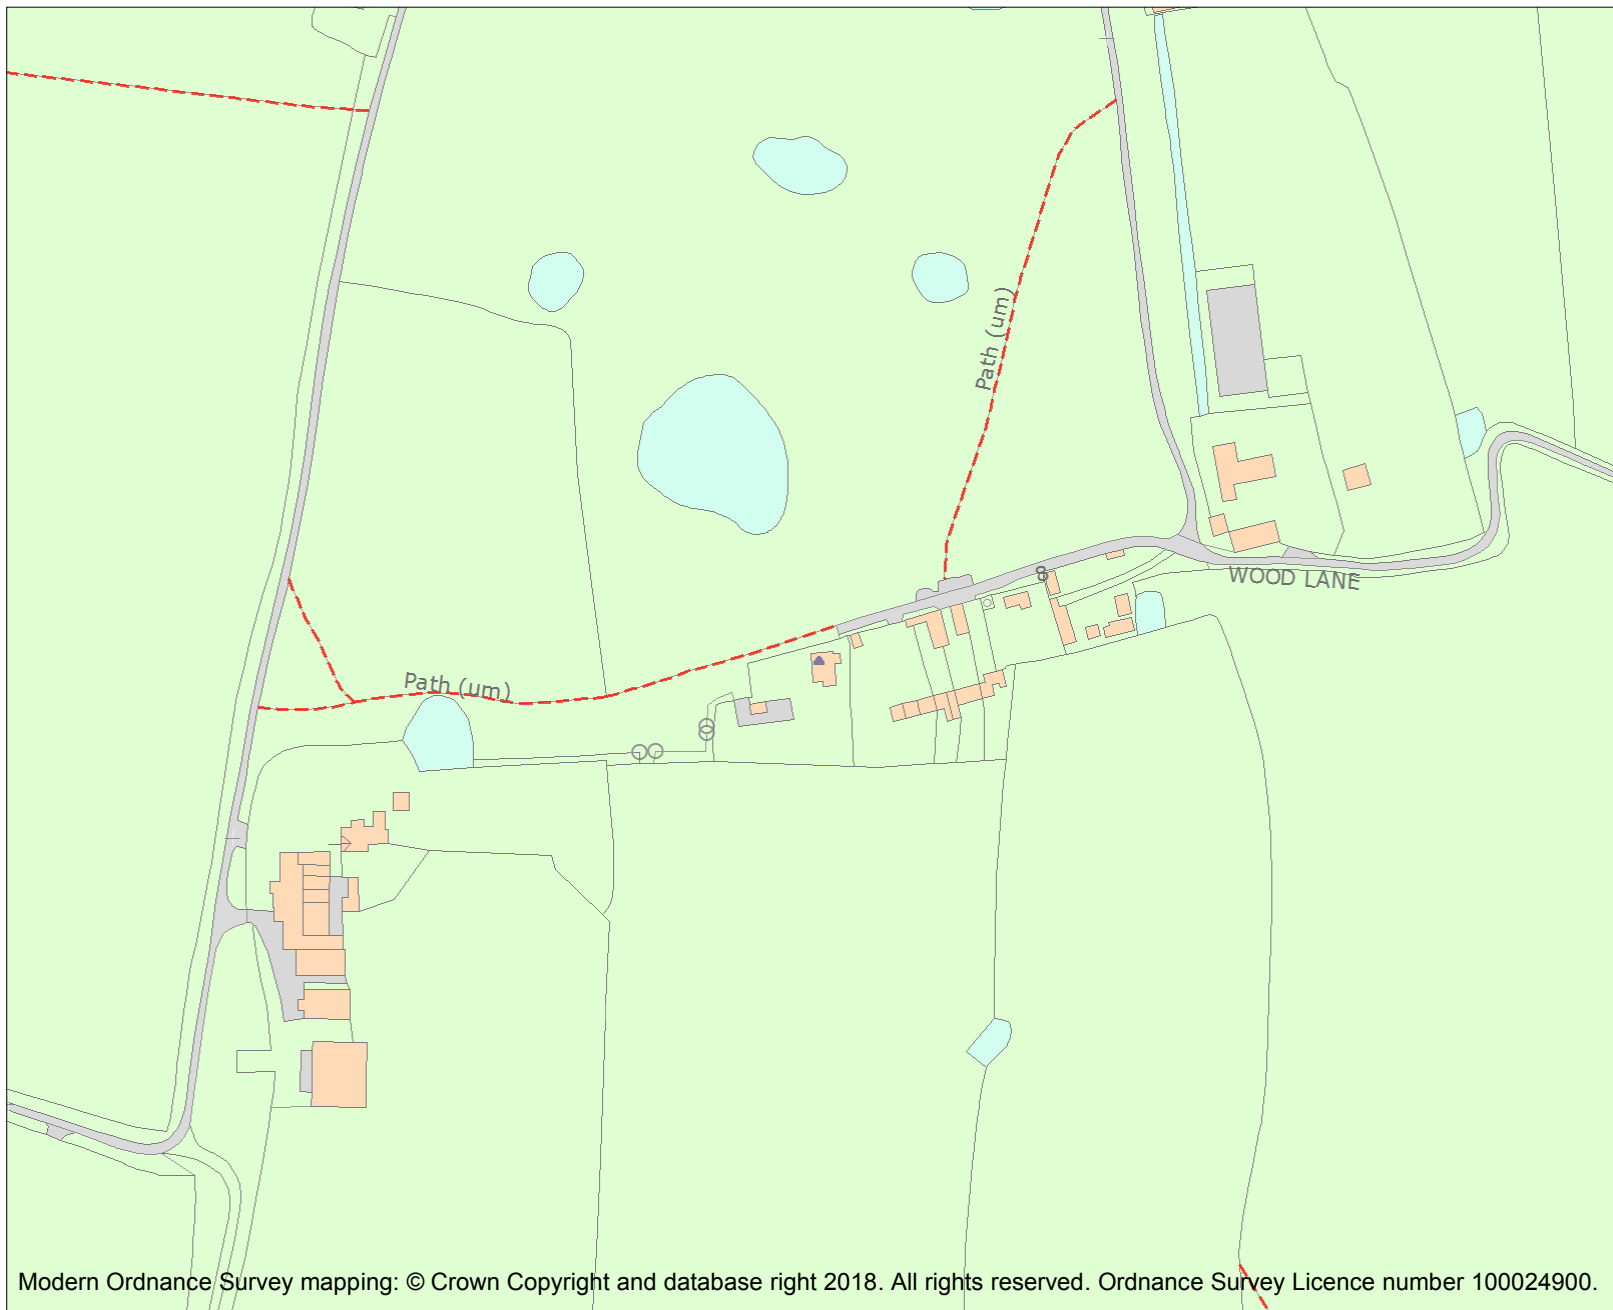 Path (um)
8
WOOD LANE
Path (um)
Modern Ordnance Survey mapping: © Crown Copyright and database right 2018. All rights reserved. Ordnance Survey Licence number 100024900.